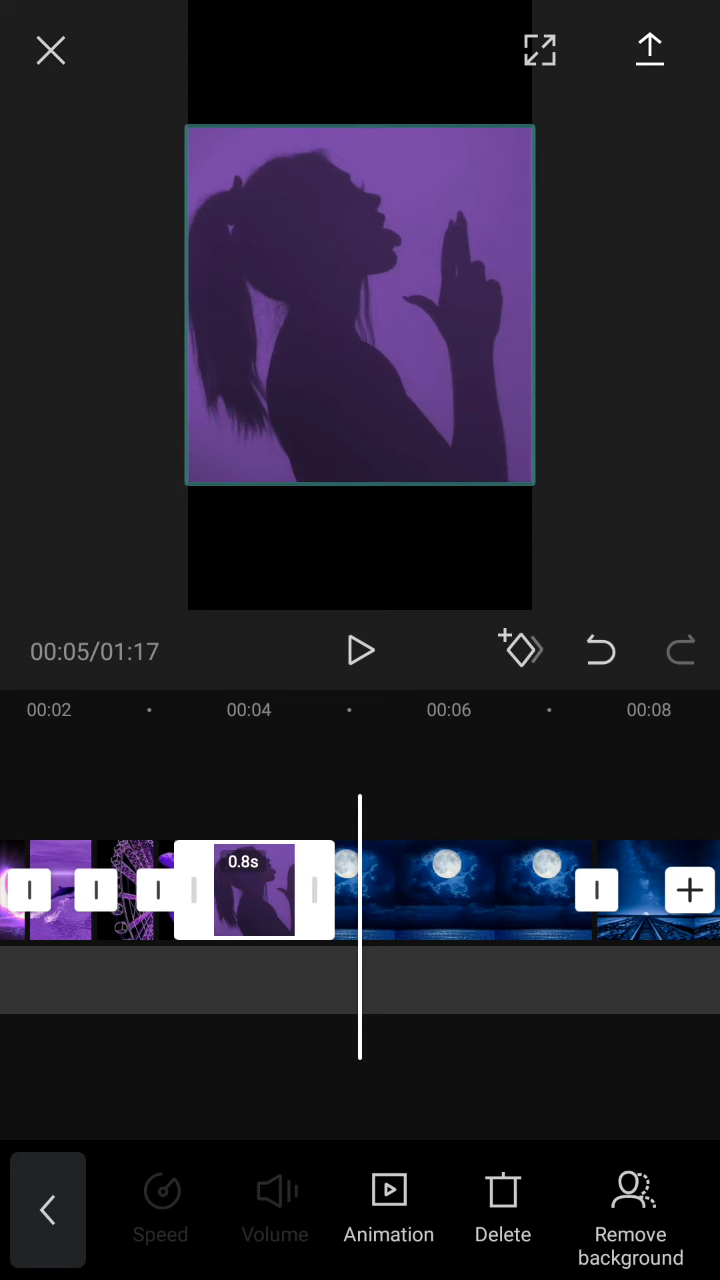 00:05/01:17
00:02
00:04
00:06
00:08
0.8s
Speed
Volume
Animation
Delete
Remove
background